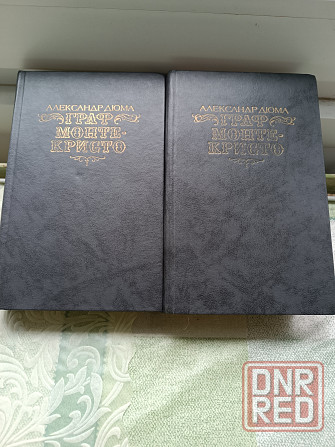 АЛЕКСАНДР ДЮМА
ГРАФ
МОНТЕ-
КРИСТО
АЛЕКСАНДР ДЮМА
ГРАФ
МОНТЕ-
КРИСТО
DNR
RED